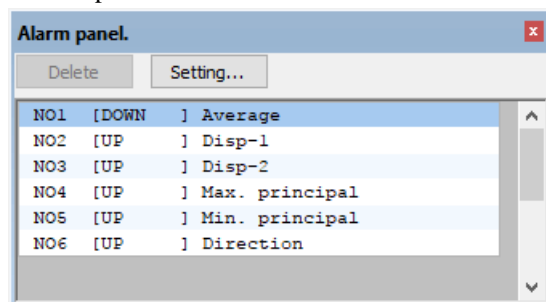 Alarm panel.
Delete Setting...
NO1 [DOWN ] Average
NO2 [UP ] Disp-1
NO3 [UP ] Disp-2
NO4 [UP ] Max. principal
NO5 [UP ] Min. principal
NO6 [UP ] Direction